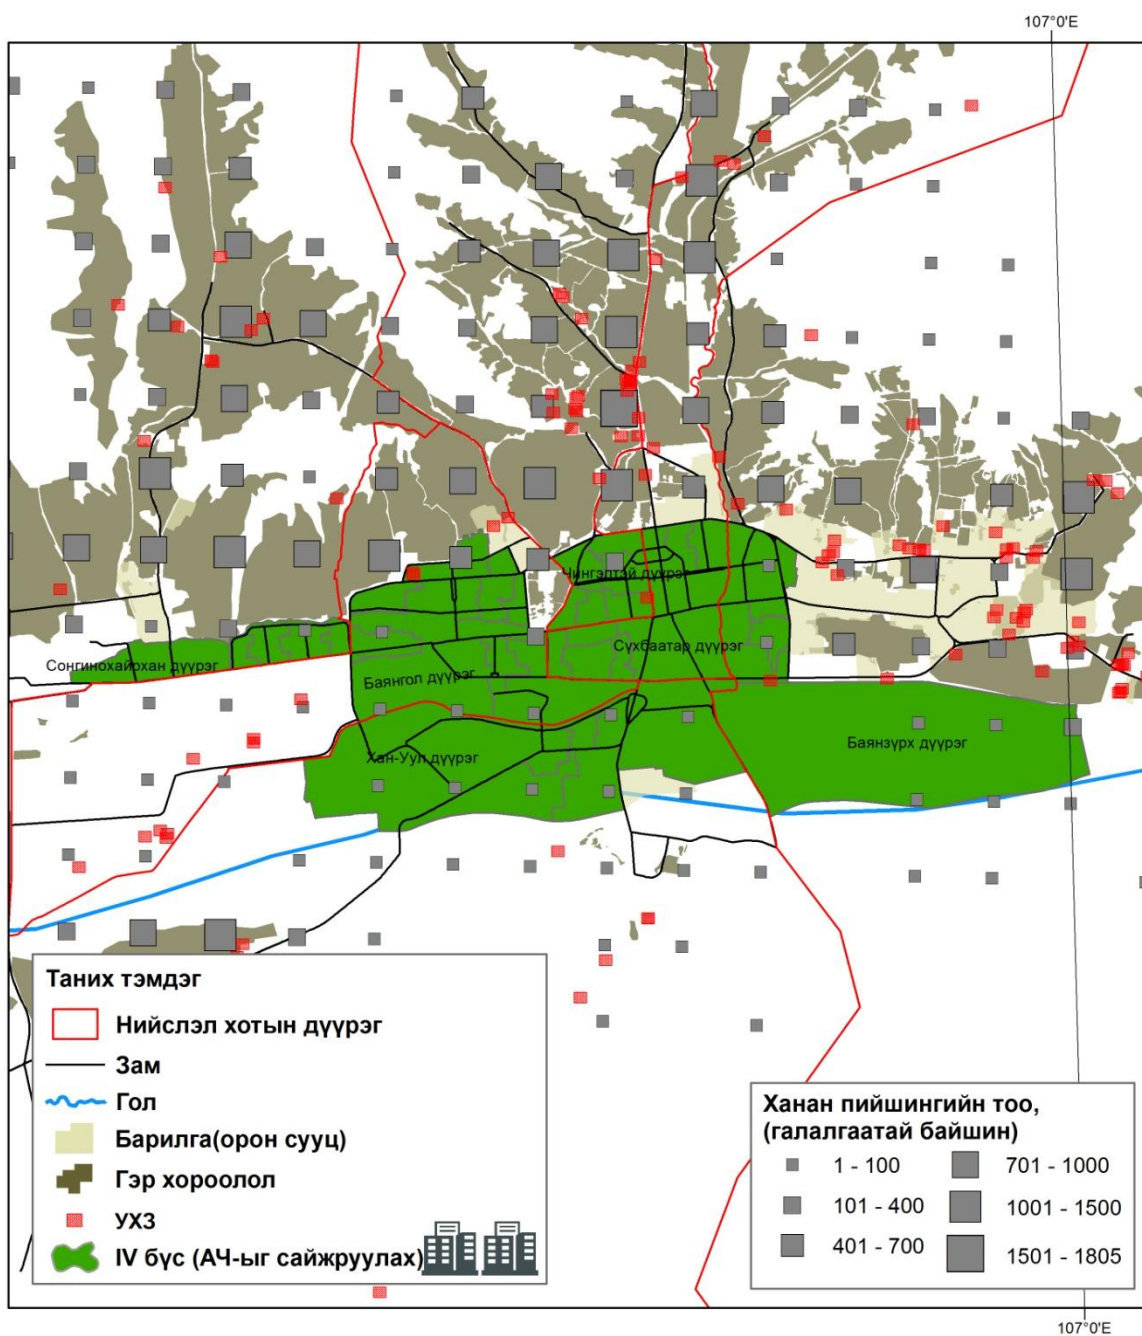 107°0'E
Чингэлтэй дүүрэг
Сүхбаатар дүүрэг
Сонгинохайрхан дүүрэг
Баянгол дүүрэг
Баянзүрх дүүрэг
Хан-Уул дүүрэг
Таних тэмдэг
Нийслэл хотын дүүрэг
Зам
Гол
Барилга(орон сууц)
Гэр хороолол
УХЗ
IV бүс (АЧ-ыг сайжруулах)
Ханан пийшингийн тоо,
(галалгаатай байшин)
1 - 100
701 - 1000
101 - 400
1001 - 1500
401 - 700
1501 - 1805
107°0'E